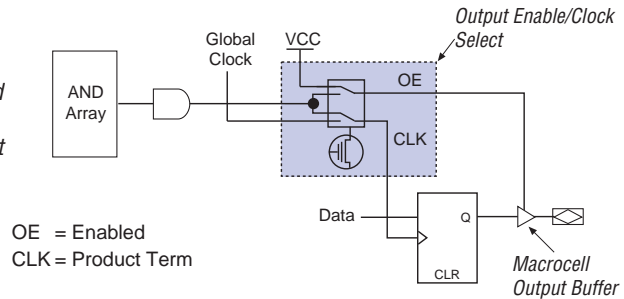 Output Enable/Clock
Select
Global
Clock
VCC
AND
Array
OE
CLK
Data
Q
CLR
OE = Enabled
CLK = Product Term
Macrocell
Output Buffer